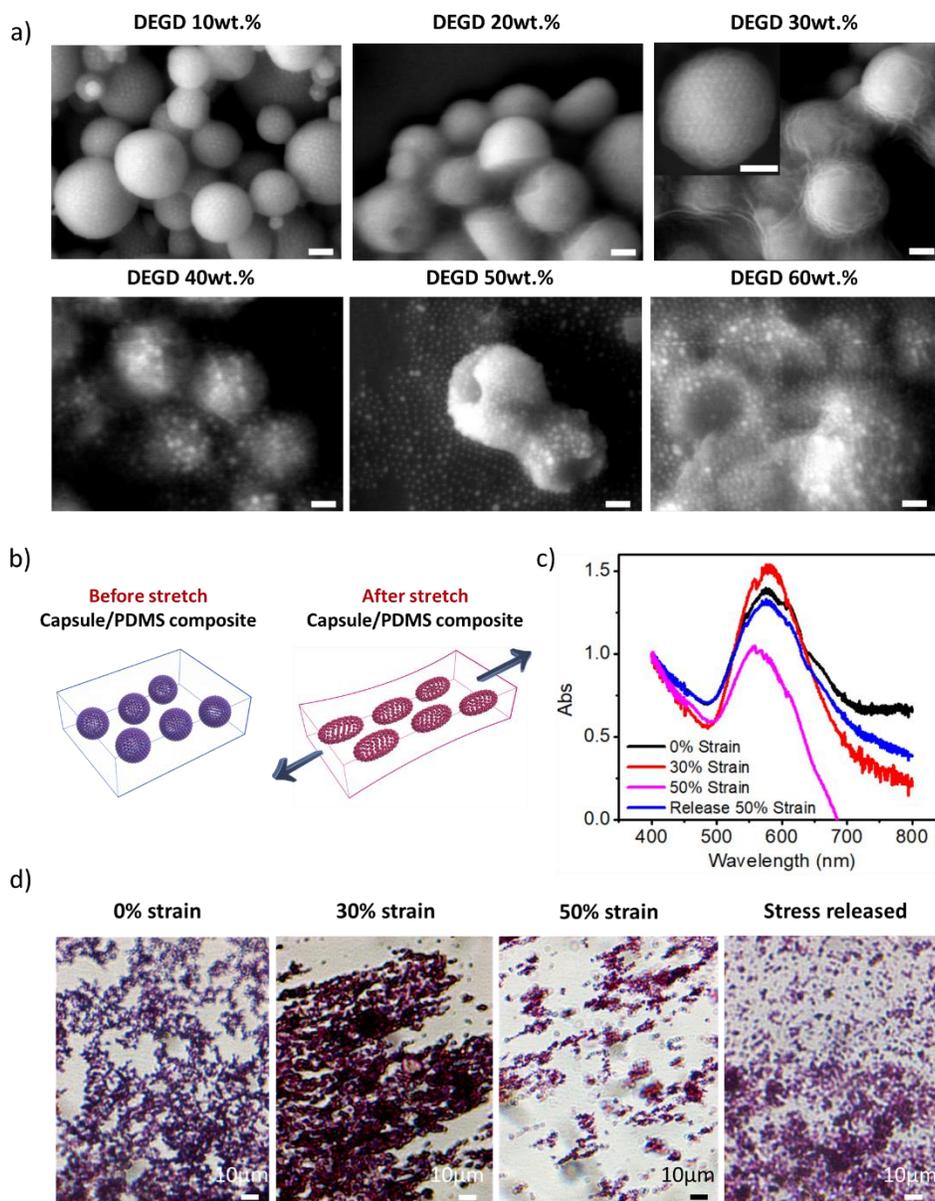 a)
DEGD 10wt.%
DEGD 20wt.%
DEGD 30wt.%
DEGD 40wt.%
DEGD 50wt.%
DEGD 60wt.%
b)
Before stretch
Capsule/PDMS composite
After stretch
Capsule/PDMS composite
c)
Abs
1.5
1.0
0.5
0.0
0% Strain
30% Strain
50% Strain
Release 50% Strain
400 500 600 700 800
Wavelength (nm)
d)
0% strain
30% strain
50% strain
Stress released
10μm
10μm
10μm
10μm